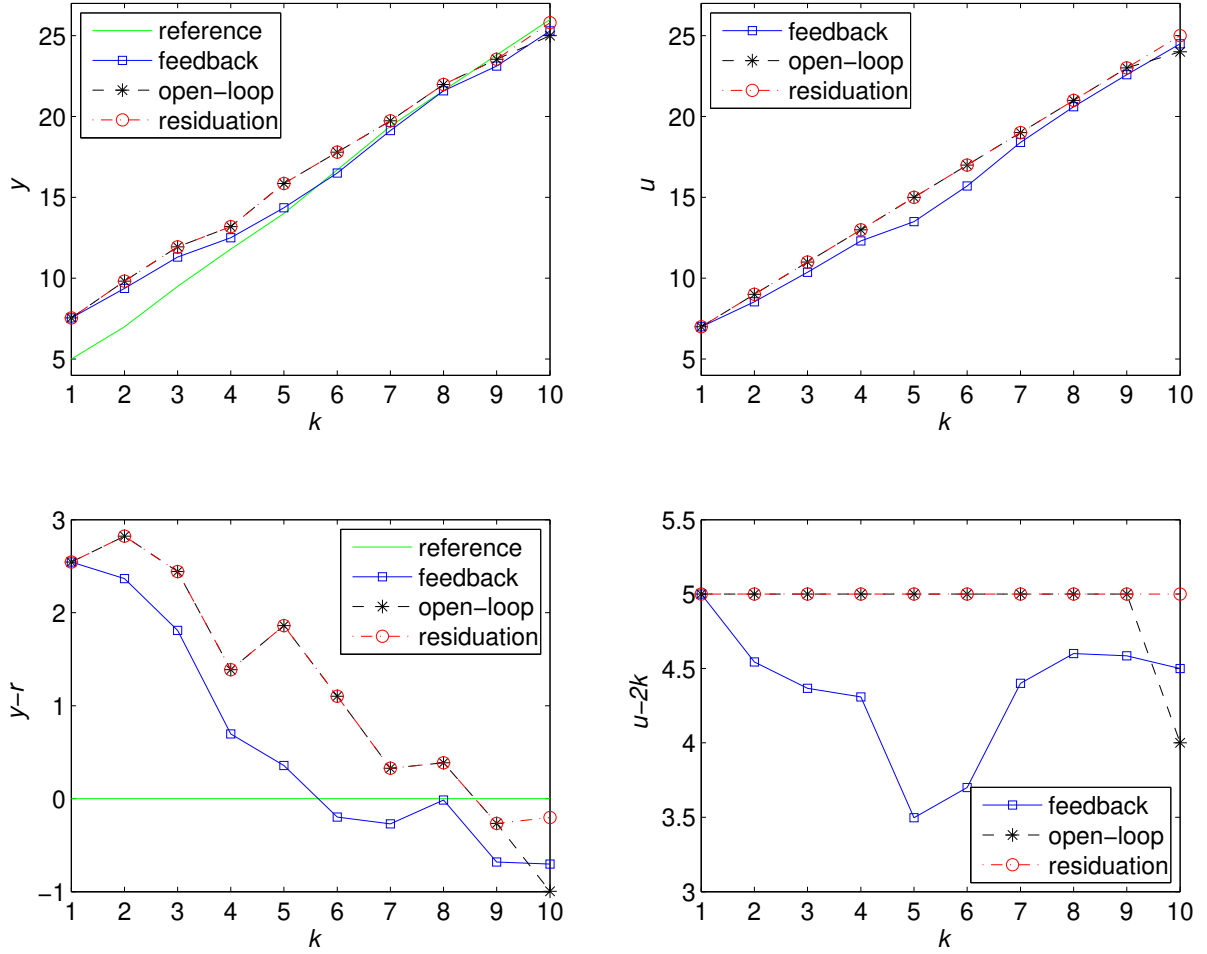 25
20
15
10
5
y
reference
feedback
open-loop
residuation
1 2 3 4 5 6 7 8 9 10
k
25
20
15
10
5
u
feedback
open-loop
residuation
1 2 3 4 5 6 7 8 9 10
k
3
2
1
0
−1
y−r
reference
feedback
open-loop
residuation
1 2 3 4 5 6 7 8 9 10
k
5.5
5
4.5
4
3.5
3
u−2k
feedback
open-loop
residuation
1 2 3 4 5 6 7 8 9 10
k